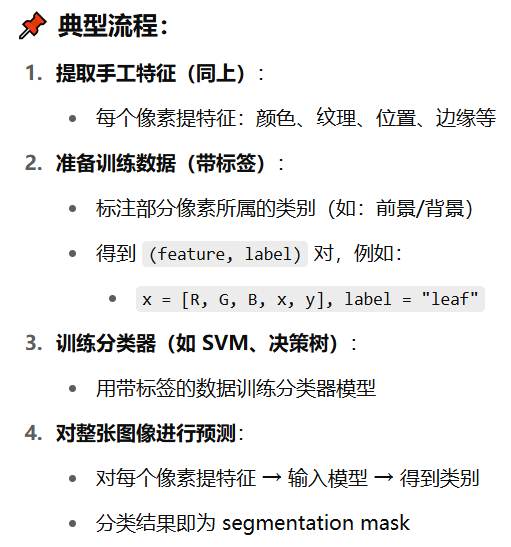 📌 典型流程：
1. 提取手工特征（同上）：
• 每个像素提特征：颜色、纹理、位置、边缘等
2. 准备训练数据（带标签）：
• 标注部分像素所属的类别（如：前景/背景）
• 得到 (feature, label) 对，例如：
• x = [R, G, B, x, y], label = "leaf"
3. 训练分类器（如 SVM、决策树）：
• 用带标签的数据训练分类器模型
4. 对整张图像进行预测：
• 对每个像素提特征 → 输入模型 → 得到类别
• 分类结果即为 segmentation mask